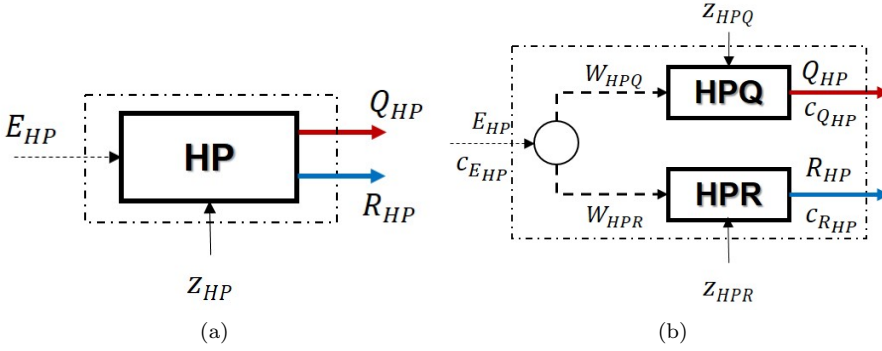 E_HP
HP
Q_HP
R_HP
z_HP
(a)
z_HPQ
W_HPQ
HPQ
Q_HP
c_Q_HP
E_HP
c_E_HP
W_HPR
HPR
R_HP
c_R_HP
z_HPR
(b)